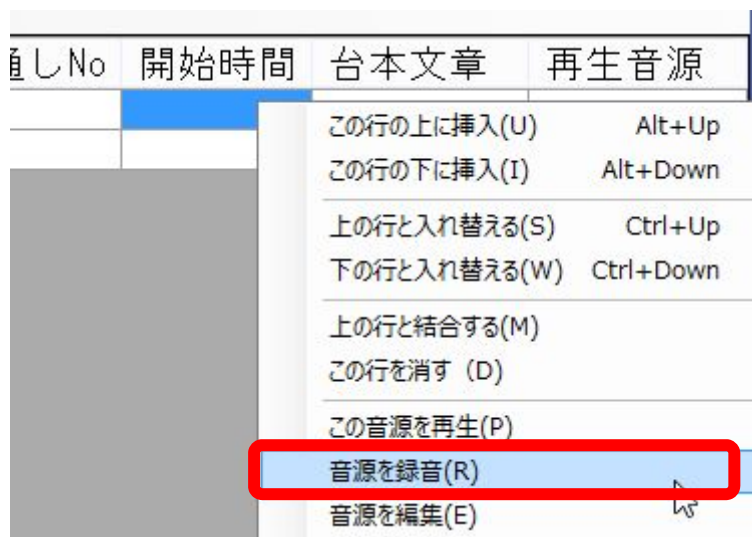 通しNo 開始時間 台本文章 再生音源
この行の上に挿入(U) Alt+Up
この行の下に挿入(I) Alt+Down
上の行と入れ替える(S) Ctrl+Up
下の行と入れ替える(W) Ctrl+Down
上の行と結合する(M)
この行を消す (D)
この音源を再生(P)
音源を録音(R)
音源を編集(E)